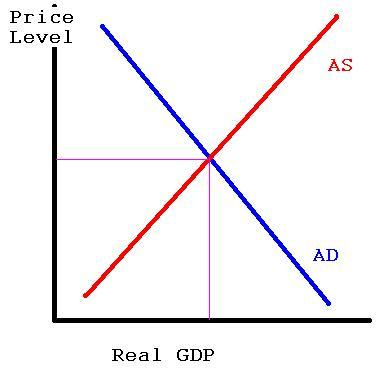 Price
Level
AS
AD
Real GDP